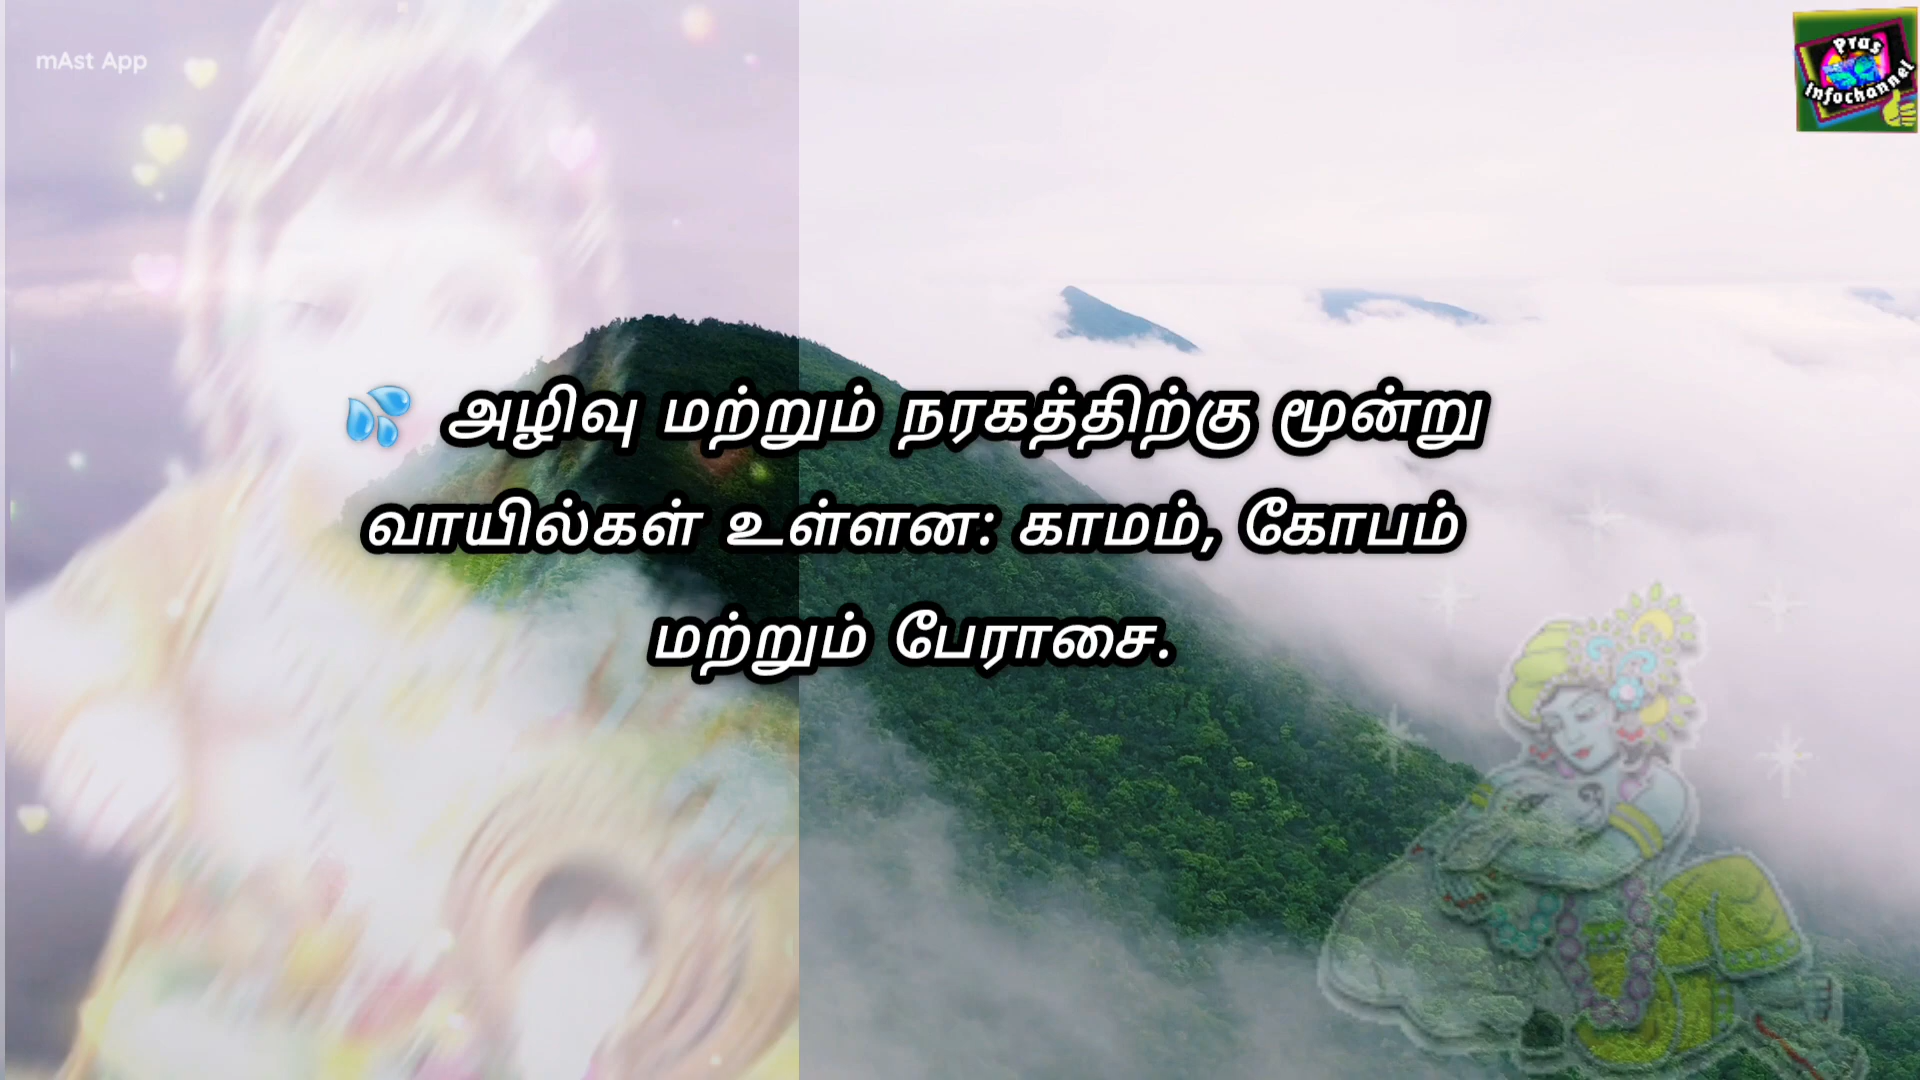 mAst App
Pras
infochannel
💦 அழிவு மற்றும் நரகத்திற்கு மூன்று
வாயில்கள் உள்ளன: காமம், கோபம்
மற்றும் பேராசை.